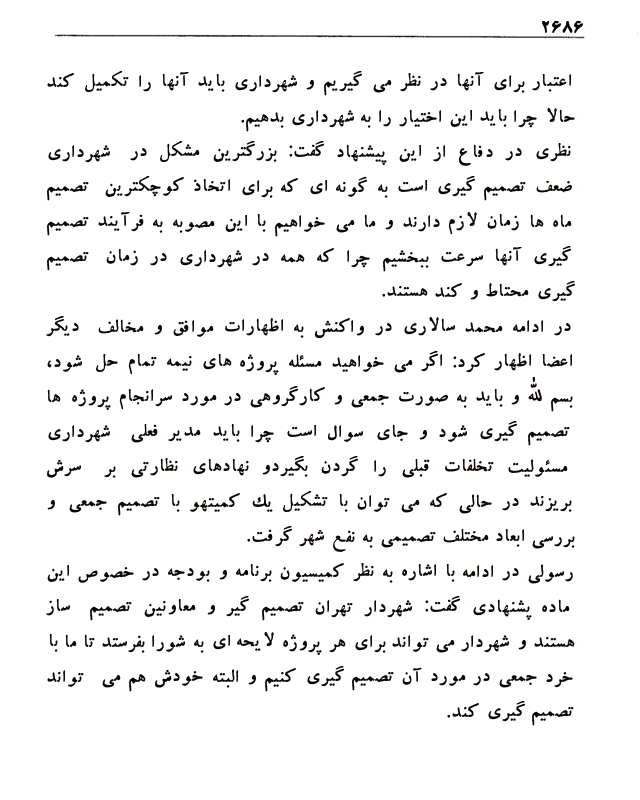 ۲۶۸۶
اعتبار برای آنها در نظر می گیریم و شهرداری باید آنها را تکمیل کند
حالا چرا باید این اختیار را به شهرداری بدهیم.
نظری در دفاع از این پیشنهاد گفت: بزرگترین مشکل در شهرداری
ضعف تصمیم گیری است به گونه ای که برای اتخاذ کوچکترین تصمیم
ماه ها زمان لازم دارند و ما می خواهیم با این مصوبه به فرآیند تصمیم
گیری آنها سرعت ببخشیم چرا که همه در شهرداری در زمان تصمیم
گیری محتاط و کند هستند.
در ادامه محمد سالاری در واکنش به اظهارات موافق و مخالف دیگر
اعضا اظهار کرد: اگر می خواهید مسئله پروژه های نیمه تمام حل شود،
بسم لله و باید به صورت جمعی و کارگروهی در مورد سرانجام پروژه ها
تصمیم گیری شود و جای سوال است چرا باید مدیر فعلی شهرداری
مسئولیت تخلفات قبلی را گردن بگیردو نهادهای نظارتی بر سرش
بریزند در حالی که می توان با تشکیل یك کمیتهو با تصمیم جمعی و
بررسی ابعاد مختلف تصمیمی به نفع شهر گرفت.
رسولی در ادامه با اشاره به نظر کمیسیون برنامه و بودجه در خصوص این
ماده پشنهادی گفت: شهردار تهران تصمیم گیر و معاونین تصمیم ساز
هستند و شهردار می تواند برای هر پروژه لایحه ای به شورا بفرستد تا ما با
خرد جمعی در مورد آن تصمیم گیری کنیم و البته خودش هم می تواند
تصمیم گیری کند.